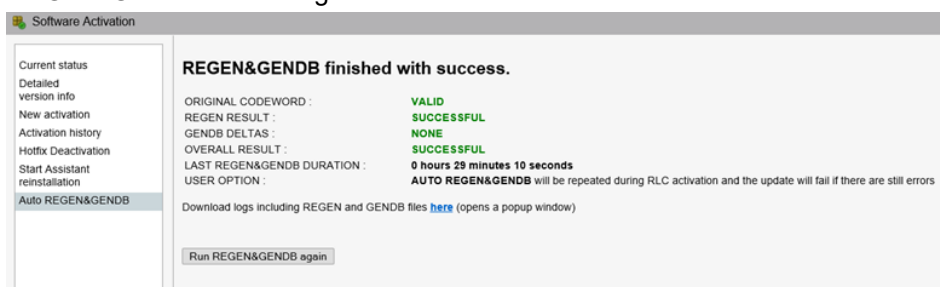 Software Activation
Current status
Detailed
version info
New activation
Activation history
Hotfix Deactivation
Start Assistant
reinstallation
Auto REGEN&GENDB
REGEN&GENDB finished with success.
ORIGINAL CODEWORD : VALID
REGEN RESULT : SUCCESSFUL
GENDB DELTAS : NONE
OVERALL RESULT : SUCCESSFUL
LAST REGEN&GENDB DURATION : 0 hours 29 minutes 10 seconds
USER OPTION : AUTO REGEN&GENDB will be repeated during RLC activation and the update will fail if there are still errors
Download logs including REGEN and GENDB files here (opens a popup window)
Run REGEN&GENDB again